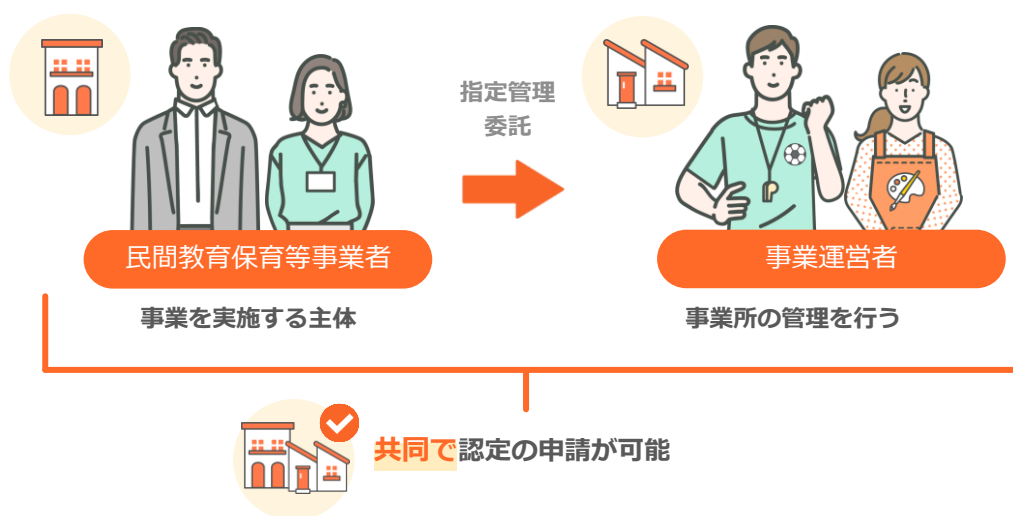 指定管理
委託
民間教育保育等事業者
事業運営者
事業を実施する主体
事業所の管理を行う
共同で認定の申請が可能